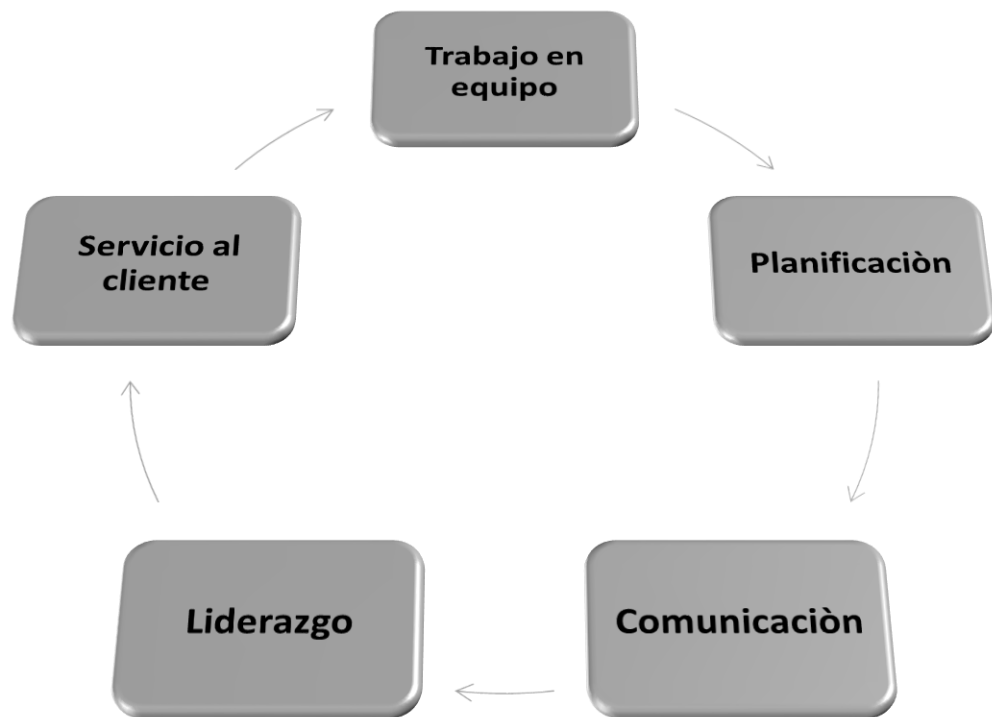 Trabajo en
equipo
Planificaciòn
Comunicaciòn
Liderazgo
Servicio al
cliente